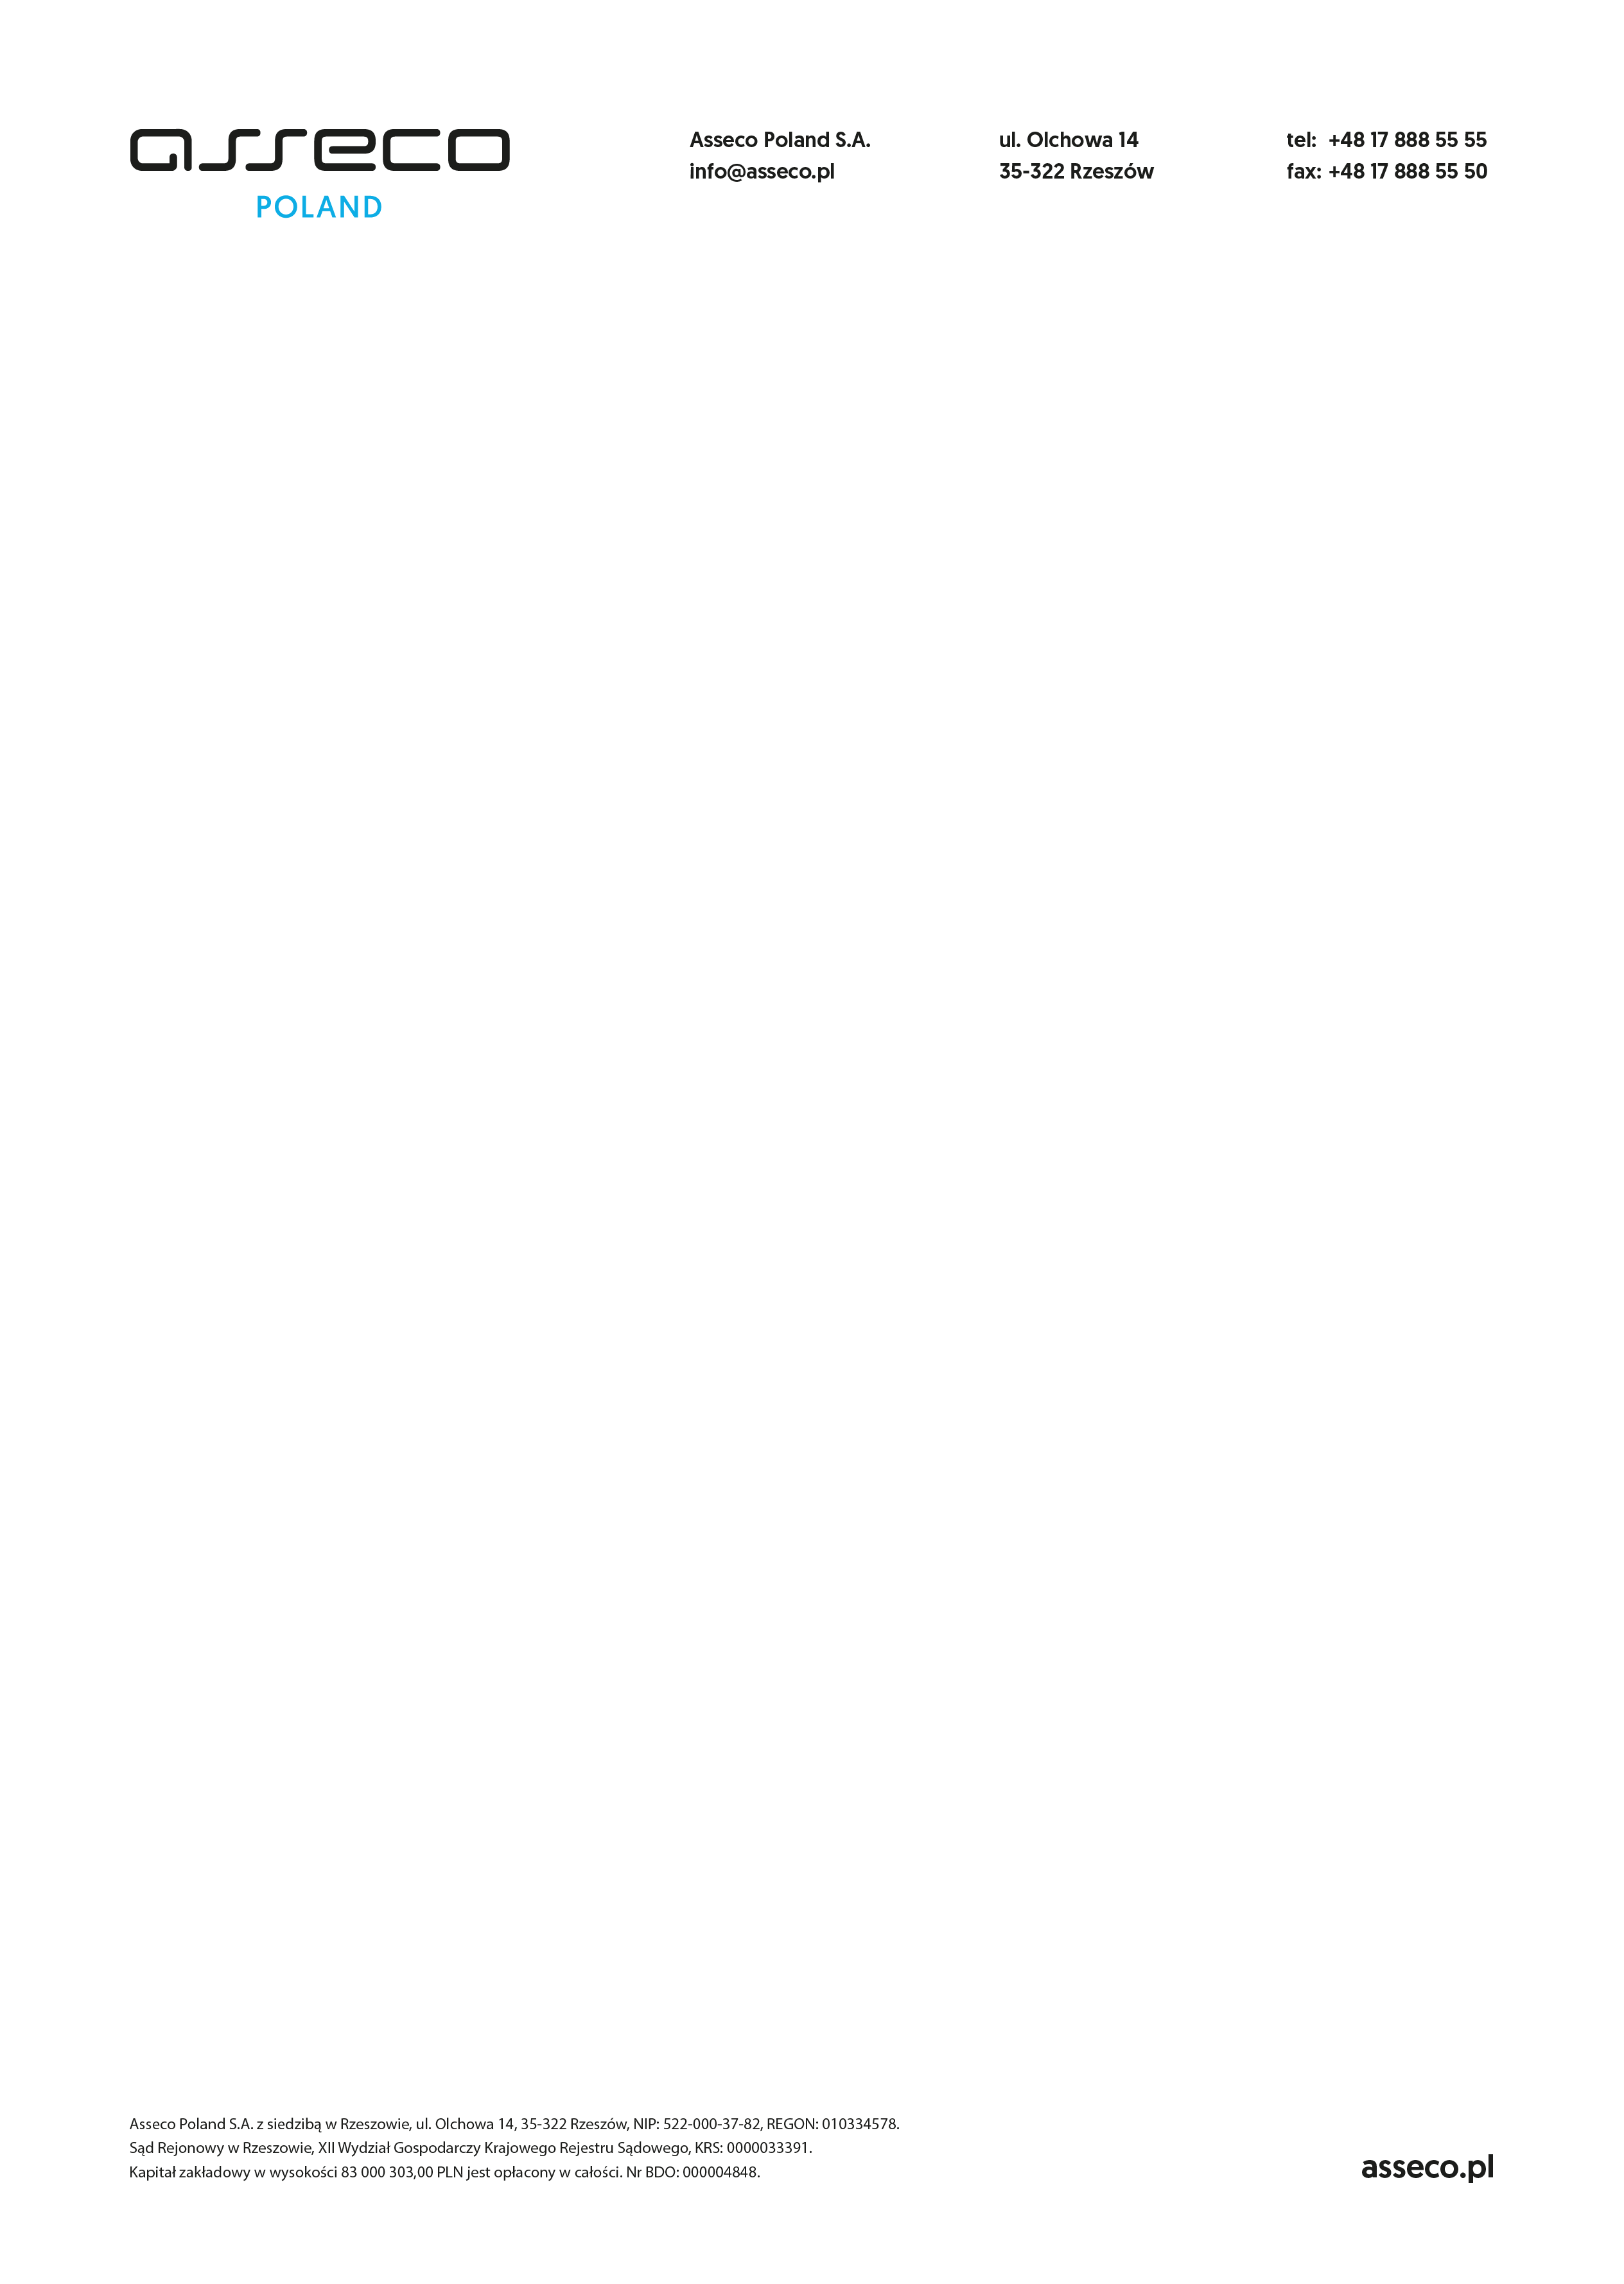 asseco
POLAND
Asseco Poland S.A.
info@asseco.pl
ul. Olchowa 14
35-322 Rzeszów
tel: +48 17 888 55 55
fax: +48 17 888 55 50
Asseco Poland S.A. z siedzibą w Rzeszowie, ul. Olchowa 14, 35-322 Rzeszów, NIP: 522-000-37-82, REGON: 010334578.
Sąd Rejonowy w Rzeszowie, XII Wydział Gospodarczy Krajowego Rejestru Sądowego, KRS: 0000033391.
Kapitał zakładowy w wysokości 83 000 303,00 PLN jest opłacony w całości. Nr BDO: 000004848.
asseco.pl